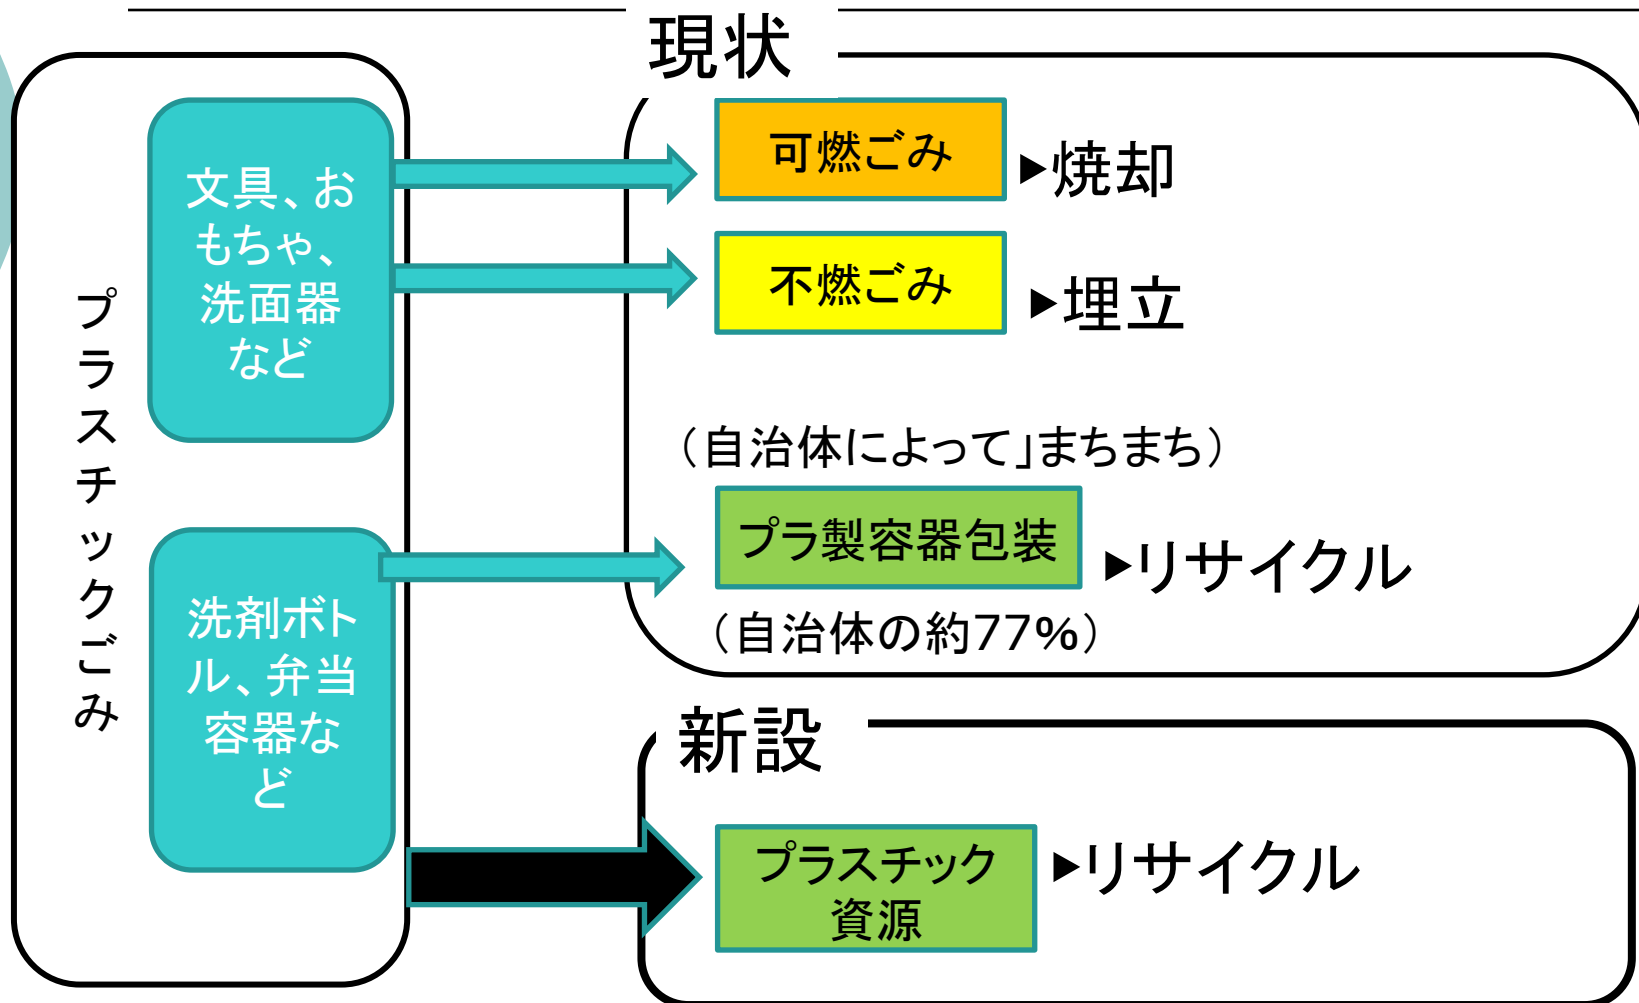 現状
プラスチックごみ
文具、お
もちゃ、
洗面器
など
可燃ごみ
▶焼却
不燃ごみ
▶埋立
（自治体によって」まちまち）
洗剤ボト
ル、弁当
容器な
ど
プラ製容器包装
▶リサイクル
（自治体の約77%）
新設
プラスチック
資源
▶リサイクル